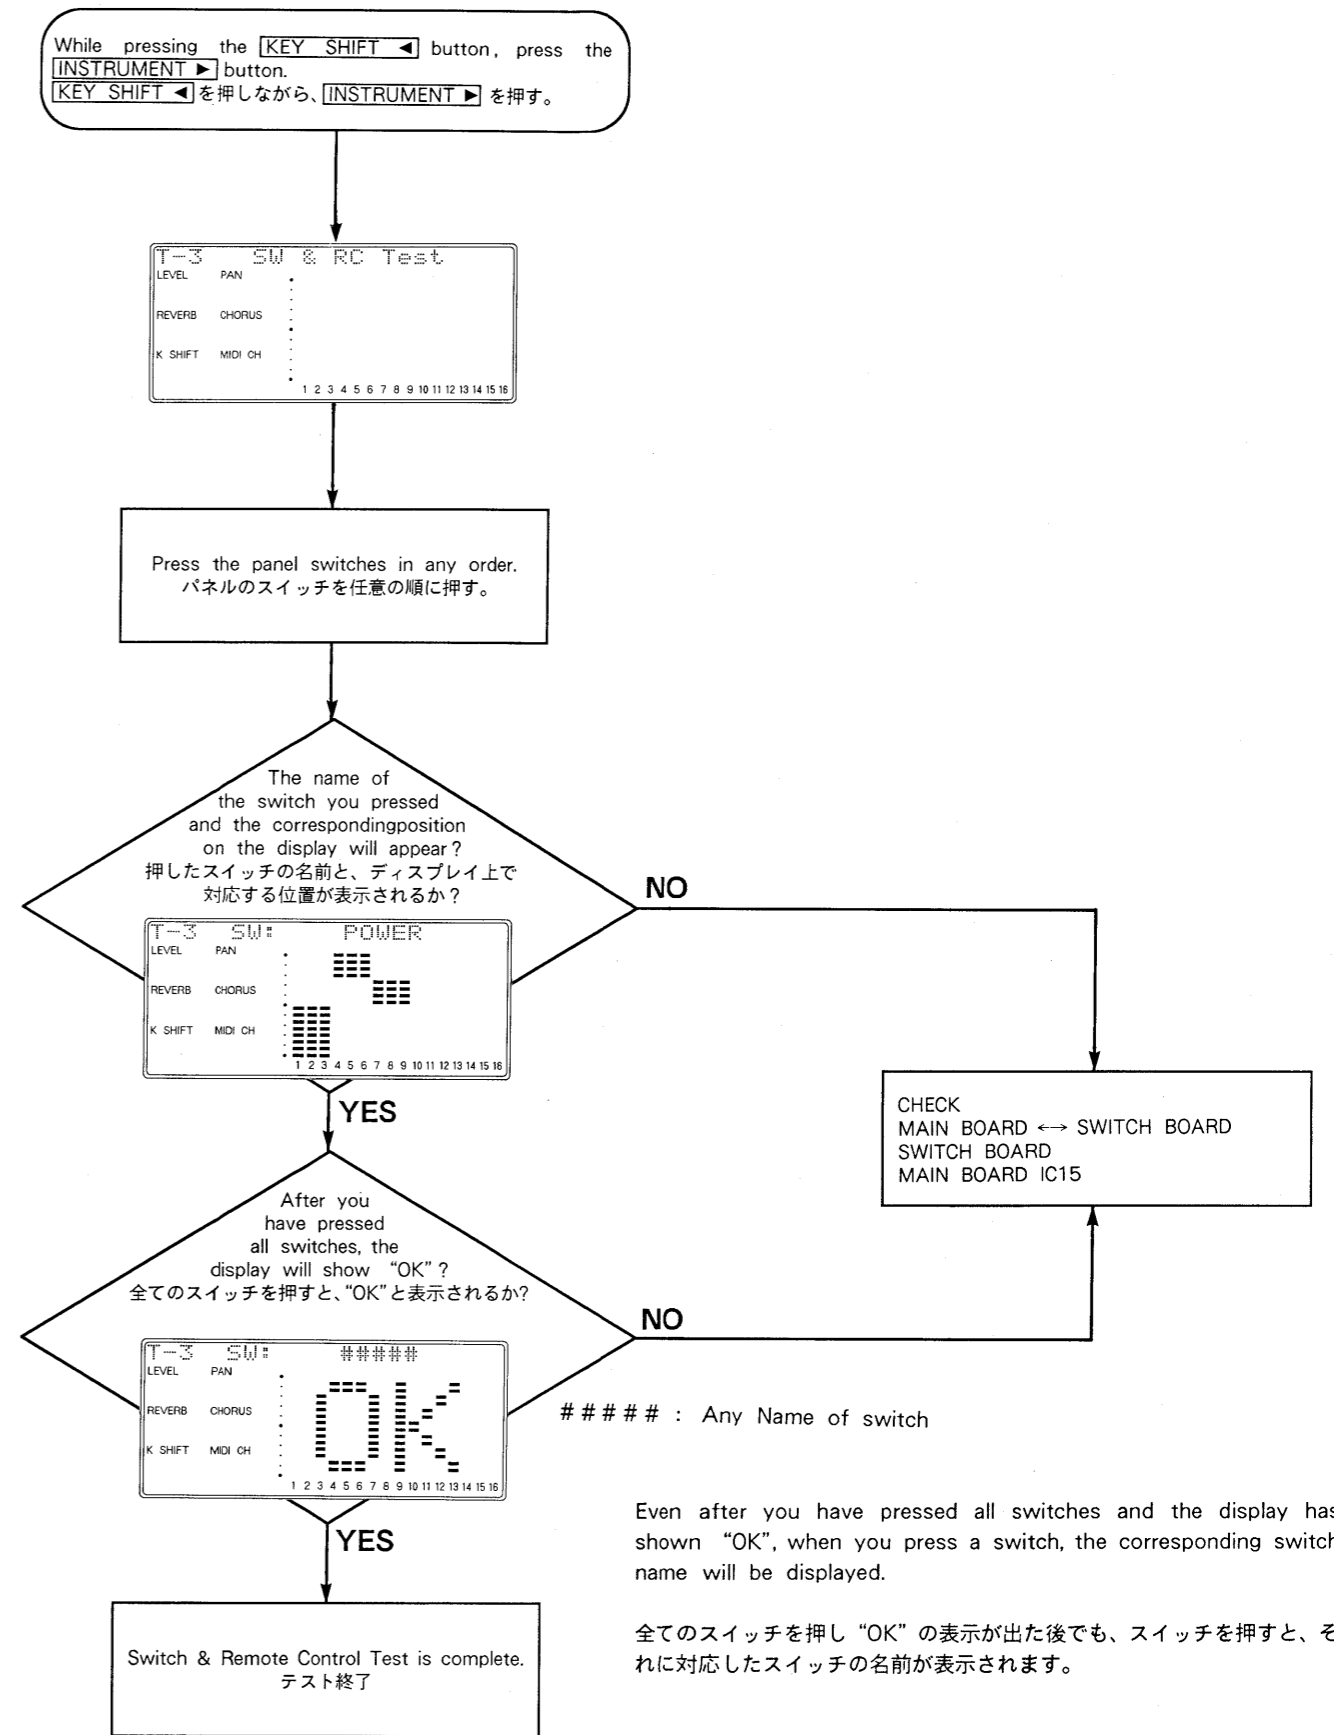 While pressing the KEY SHIFT ◀ button, press the
INSTRUMENT ▶ button.
KEY SHIFT ◀ を押しながら、INSTRUMENT ▶ を押す。
T-3 SW & RC Test
LEVEL PAN
REVERB CHORUS
K SHIFT MIDI CH
1 2 3 4 5 6 7 8 9 10 11 12 13 14 15 16
Press the panel switches in any order.
パネルのスイッチを任意の順に押す。
The name of
the switch you pressed
and the correspondingposition
on the display will appear?
押したスイッチの名前と、ディスプレイ上で
対応する位置が表示されるか？
NO
T-3 SW: POWER
LEVEL PAN
REVERB CHORUS
K SHIFT MIDI CH
1 2 3 4 5 6 7 8 9 10 11 12 13 14 15 16
YES
CHECK
MAIN BOARD ←→ SWITCH BOARD
SWITCH BOARD
MAIN BOARD IC15
After you
have pressed
all switches, the
display will show “OK”?
全てのスイッチを押すと、“OK”と表示されるか?
NO
T-3 SW: #####
LEVEL PAN
REVERB CHORUS
K SHIFT MIDI CH
OK
1 2 3 4 5 6 7 8 9 10 11 12 13 14 15 16
##### : Any Name of switch
YES
Even after you have pressed all switches and the display has
shown “OK”, when you press a switch, the corresponding switch
name will be displayed.
全てのスイッチを押し“OK”の表示が出た後でも、スイッチを押すと、そ
れに対応したスイッチの名前が表示されます。
Switch & Remote Control Test is complete.
テスト終了